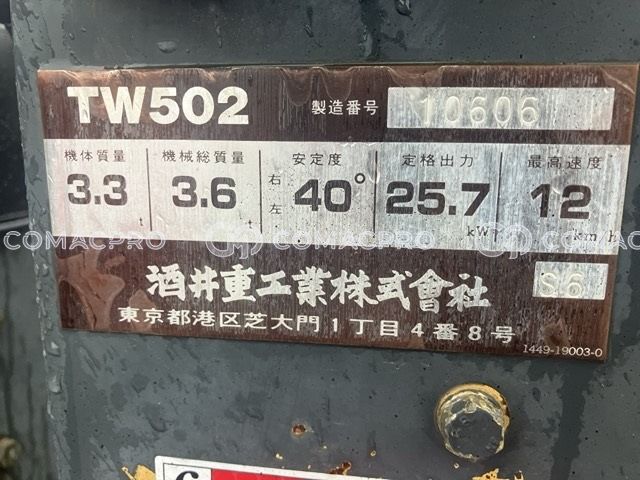 TW502 製造番号 10606
機体質量 機械総質量 安定度 定格出力 最高速度
3.3 t 3.6 t 右 左 40° 25.7 kW 12 km/h
COMACPRO COMACPRO COMACPRO
酒井重工業株式會社 S6
東京都港区芝大門1丁目4番8号
1449-19003-0